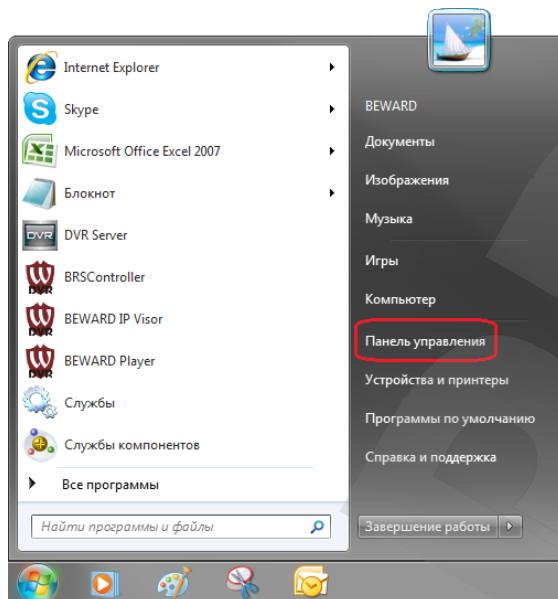 Internet Explorer
Skype
Microsoft Office Excel 2007
Блокнот
DVR Server
BRSController
BEWARD IP Visor
BEWARD Player
Службы
Службы компонентов
Все программы
Найти программы и файлы
BEWARD
Документы
Изображения
Музыка
Игры
Компьютер
Панель управления
Устройства и принтеры
Программы по умолчанию
Справка и поддержка
Завершение работы